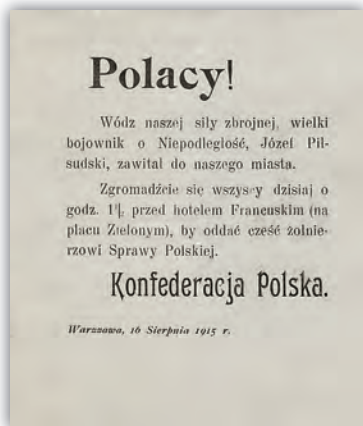 Polacy!
Wódz naszej siły zbrojnej, wielki
bojownik o Niepodległość, Józef Pił-
sudski, zawitał do naszego miasta.
Zgromadźcie się wszyscy dzisiaj o
godz. przed hotelem Francuskim (na
placu Zielonym), by oddać cześć żołnie-
rzowi Sprawy Polskiej.
Konfederacja Polska.
Warszawa, 16 Sierpnia 1915 r.